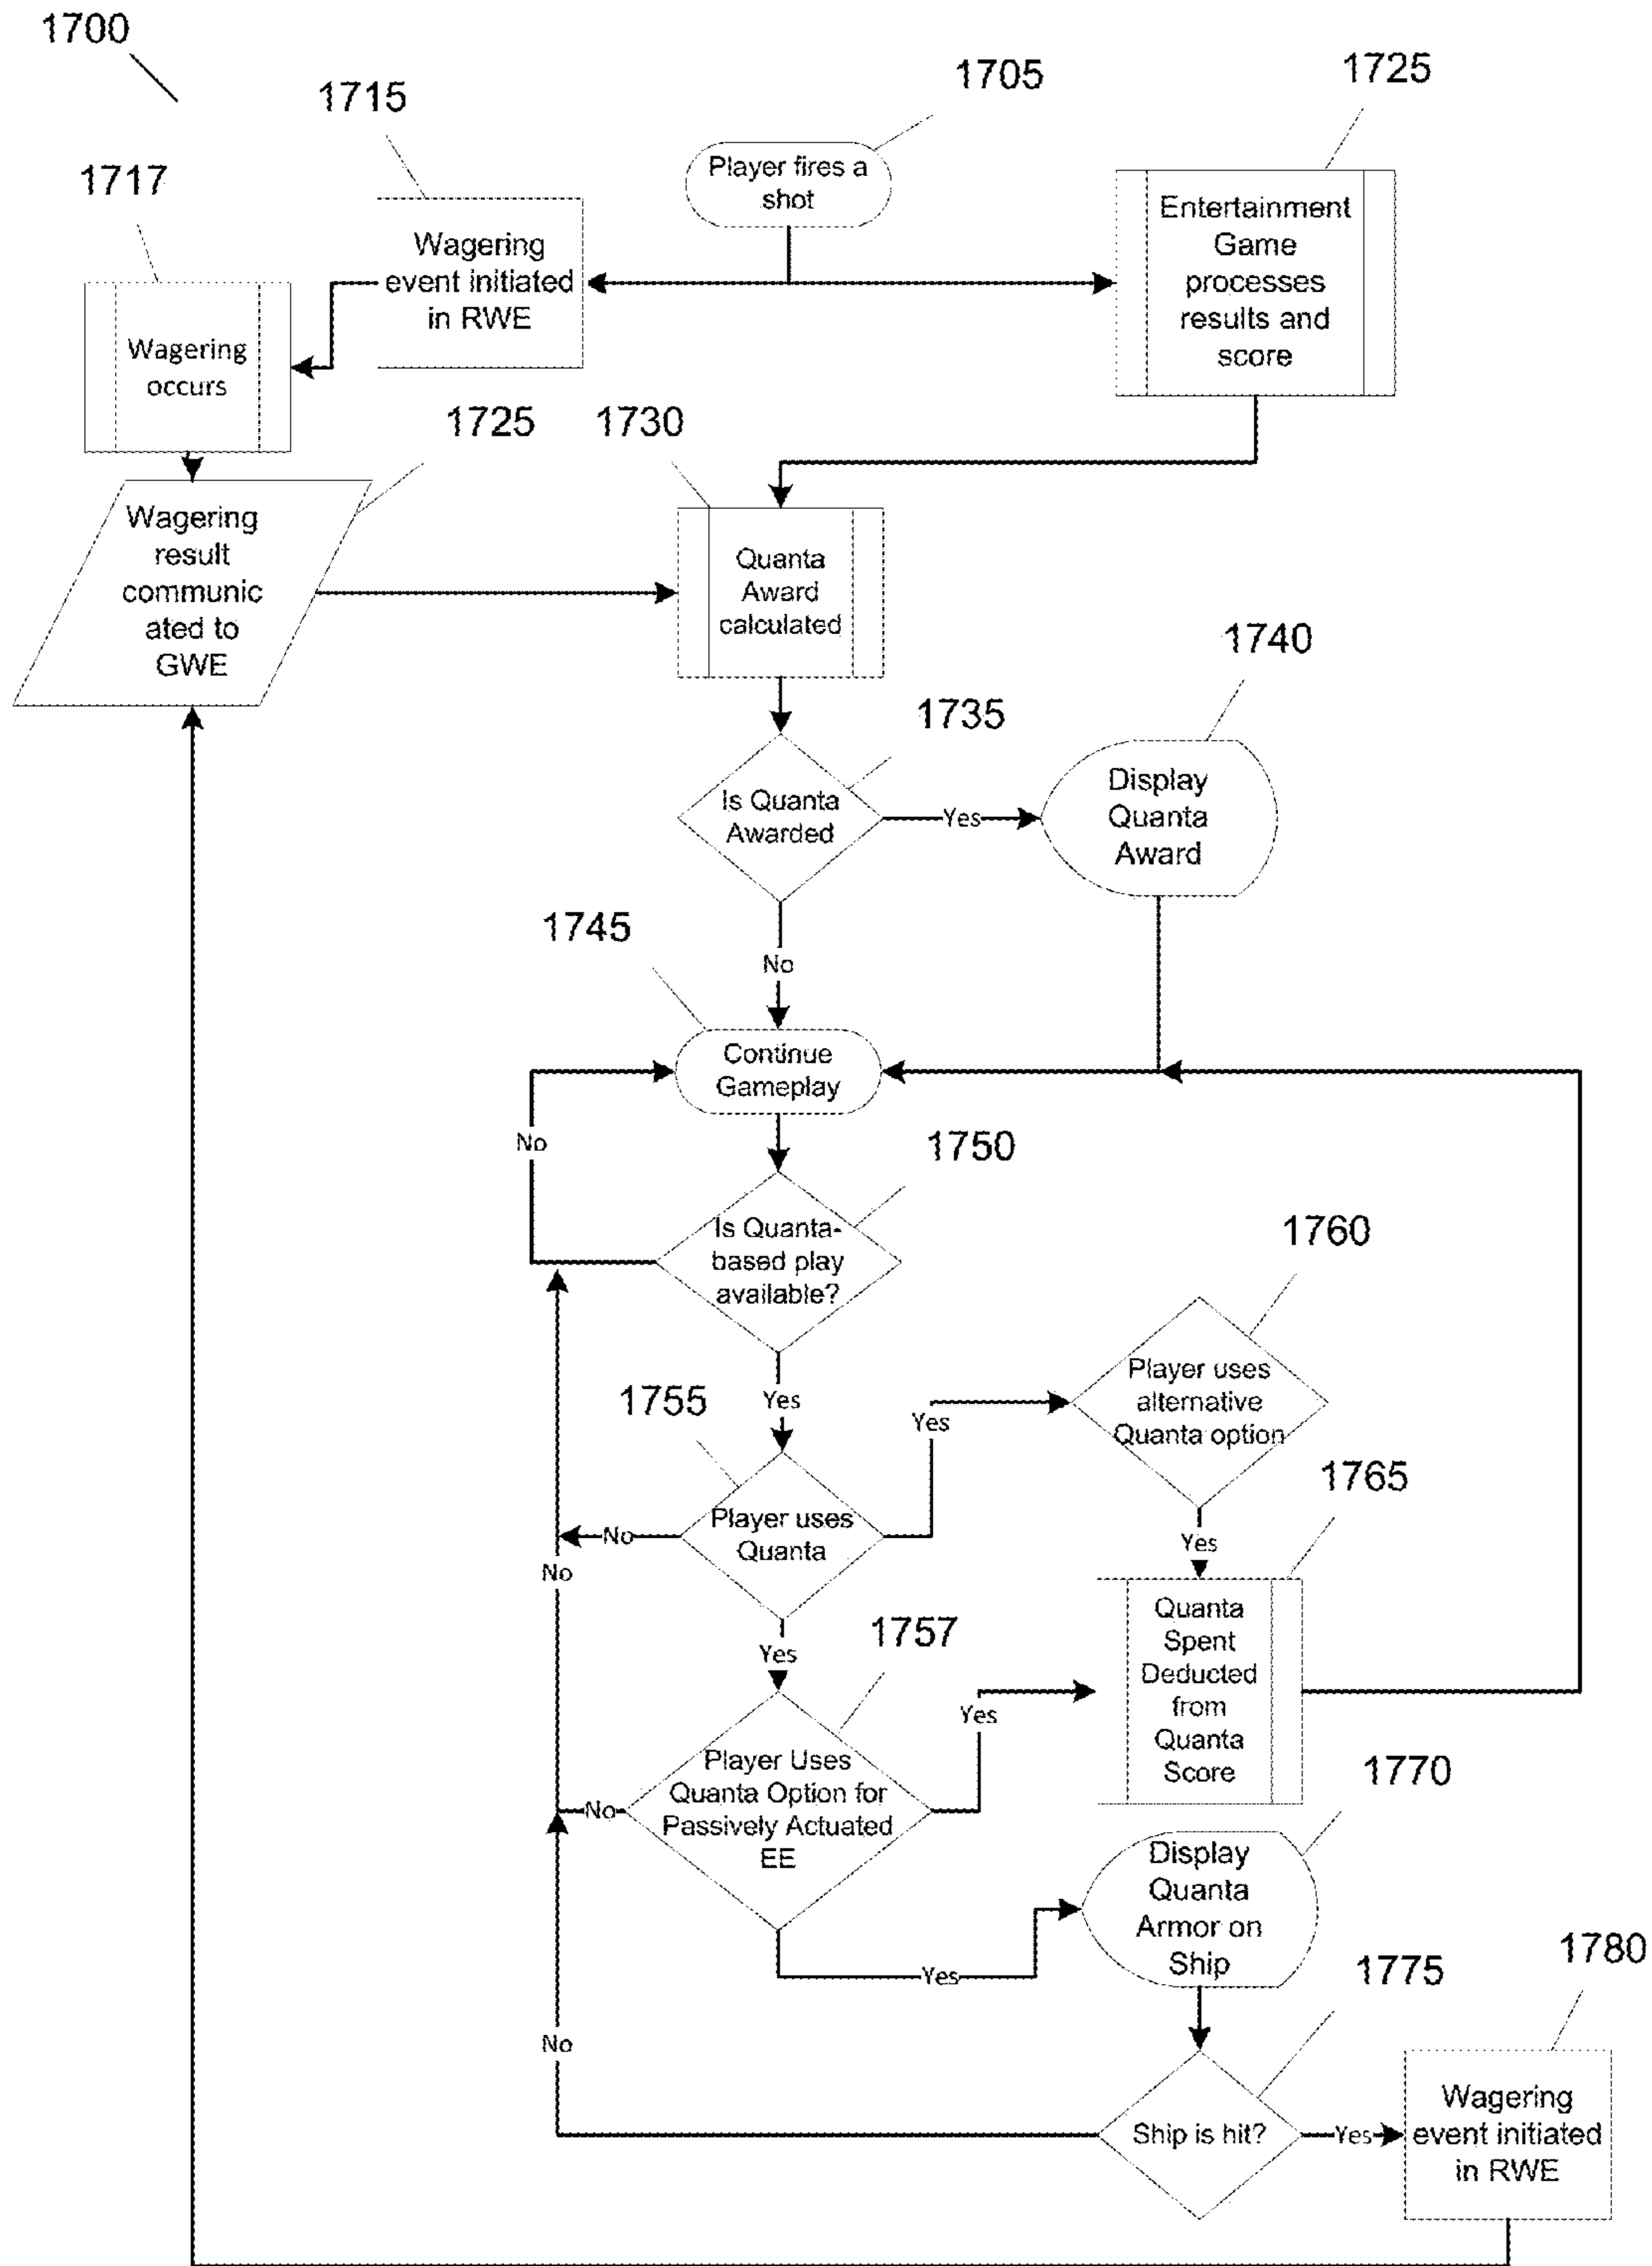 1700
1705
1725
1715
1717
Player fires a
shot
Entertainment
Game
processes
results and
score
Wagering
event initiated
in RWE
Wagering
occurs
1725
1730
Wagering
result
communic
ated to
GWE
Quanta
Award
calculated
1740
1735
Is Quanta
Awarded
Yes
Display
Quanta
Award
1745
No
Continue
Gameplay
No
1750
Is Quanta-
based play
available?
1760
Player uses
alternative
Quanta option
Yes
1755
Yes
1765
Player uses
Quanta
No
Yes
No
Quanta
Spent
Deducted
from
Quanta
Score
1757
Yes
Yes
Player Uses
Quanta Option for
Passively Actuated
EE
No
1770
Display
Quanta
Armor on
Ship
Yes
1780
1775
No
Ship is hit?
Yes
Wagering
event initiated
in RWE